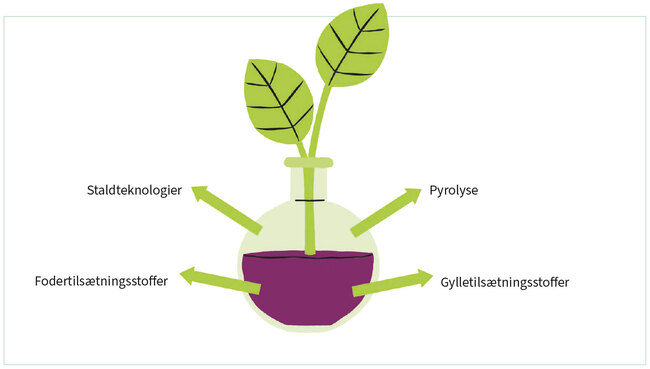 Staldteknologier
Pyrolyse
Fodertilsætningsstoffer
Gylletilsætningsstoffer